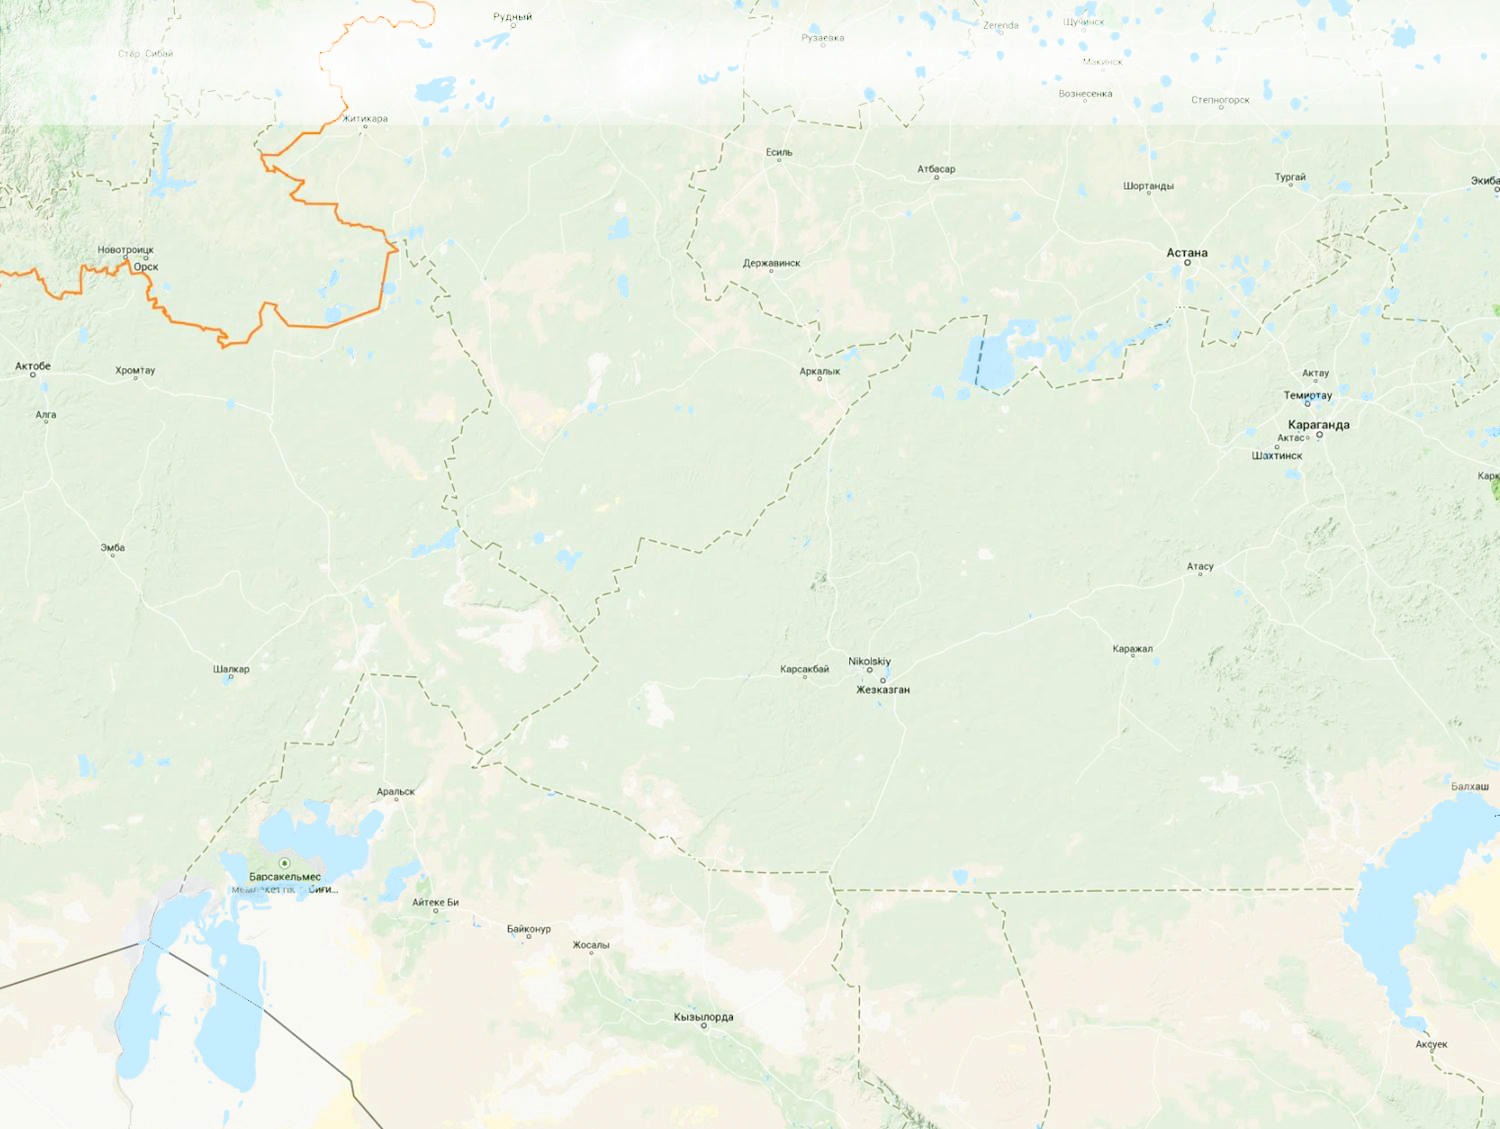 Рудный
Zerenda
Щучинск
Рузаевка
Стар. Сибай
Макинск
Вознесенка
Степногорск
Житикара
Есиль
Атбасар
Тургай
Экиба
Шортанды
Новотроицк
Орск
Астана
Державинск
Актобе
Хромтау
Аркалык
Актау
Темиртау
Алга
Караганда
Актас
Шахтинск
Карк
Эмба
Атасу
Каражал
Шалкар
Карсакбай
Nikolskiy
Жезказган
Аральск
Балхаш
Барсакельмес
Айтеке Би
Байконур
Жосалы
Кызылорда
Аксуек